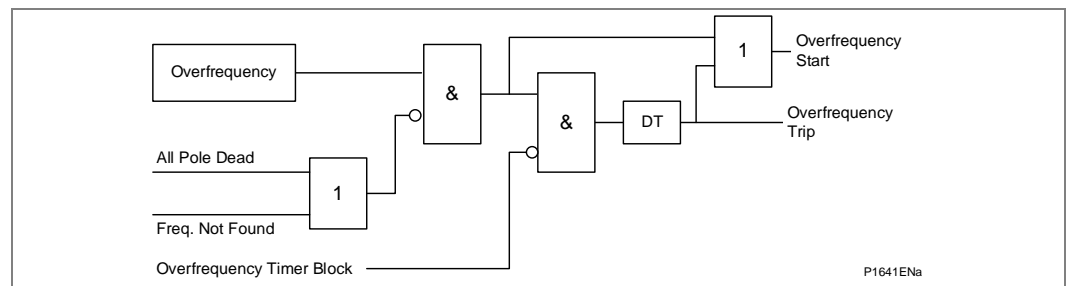 Overfrequency
&
1
Overfrequency
Start
&
DT
Overfrequency
Trip
All Pole Dead
1
Freq. Not Found
Overfrequency Timer Block
P1641ENa